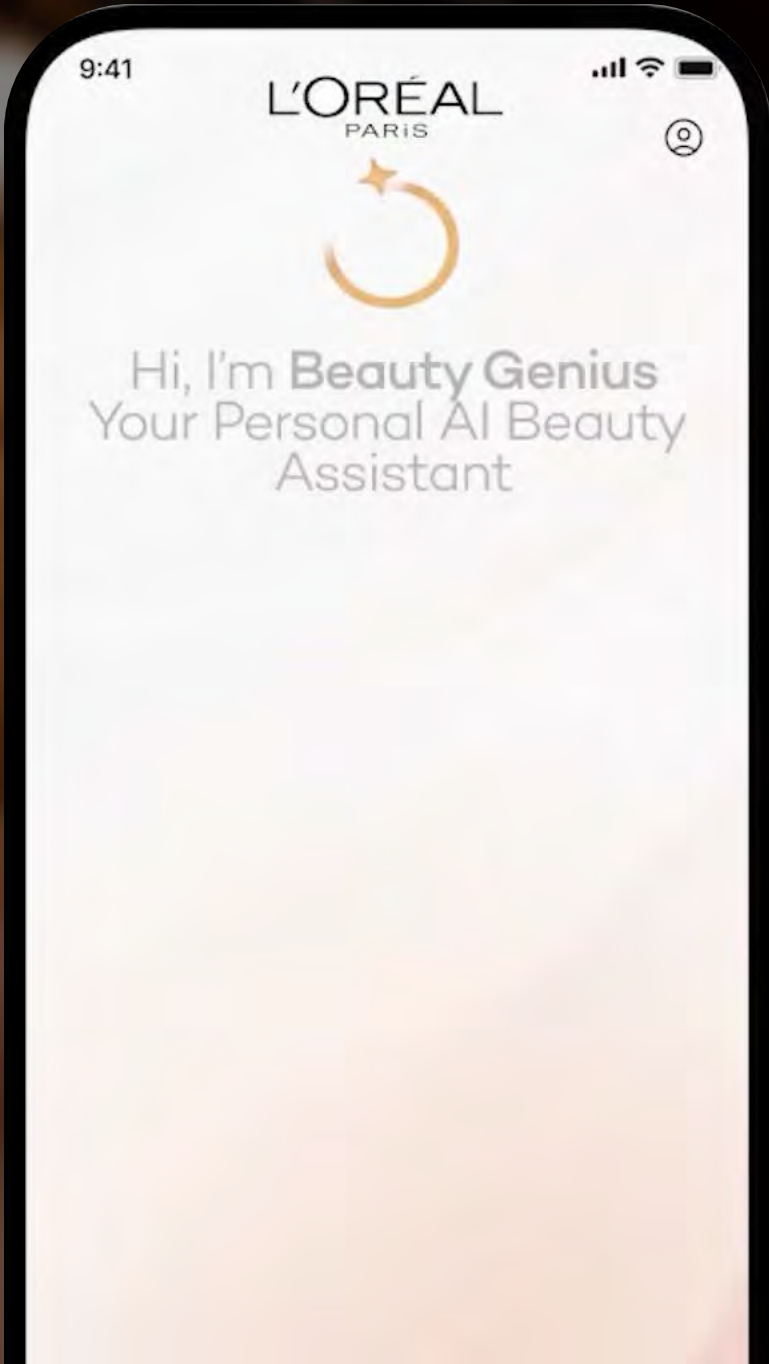 9:41
L'ORÉAL
PARiS
Hi, I'm Beauty Genius
Your Personal AI Beauty
Assistant